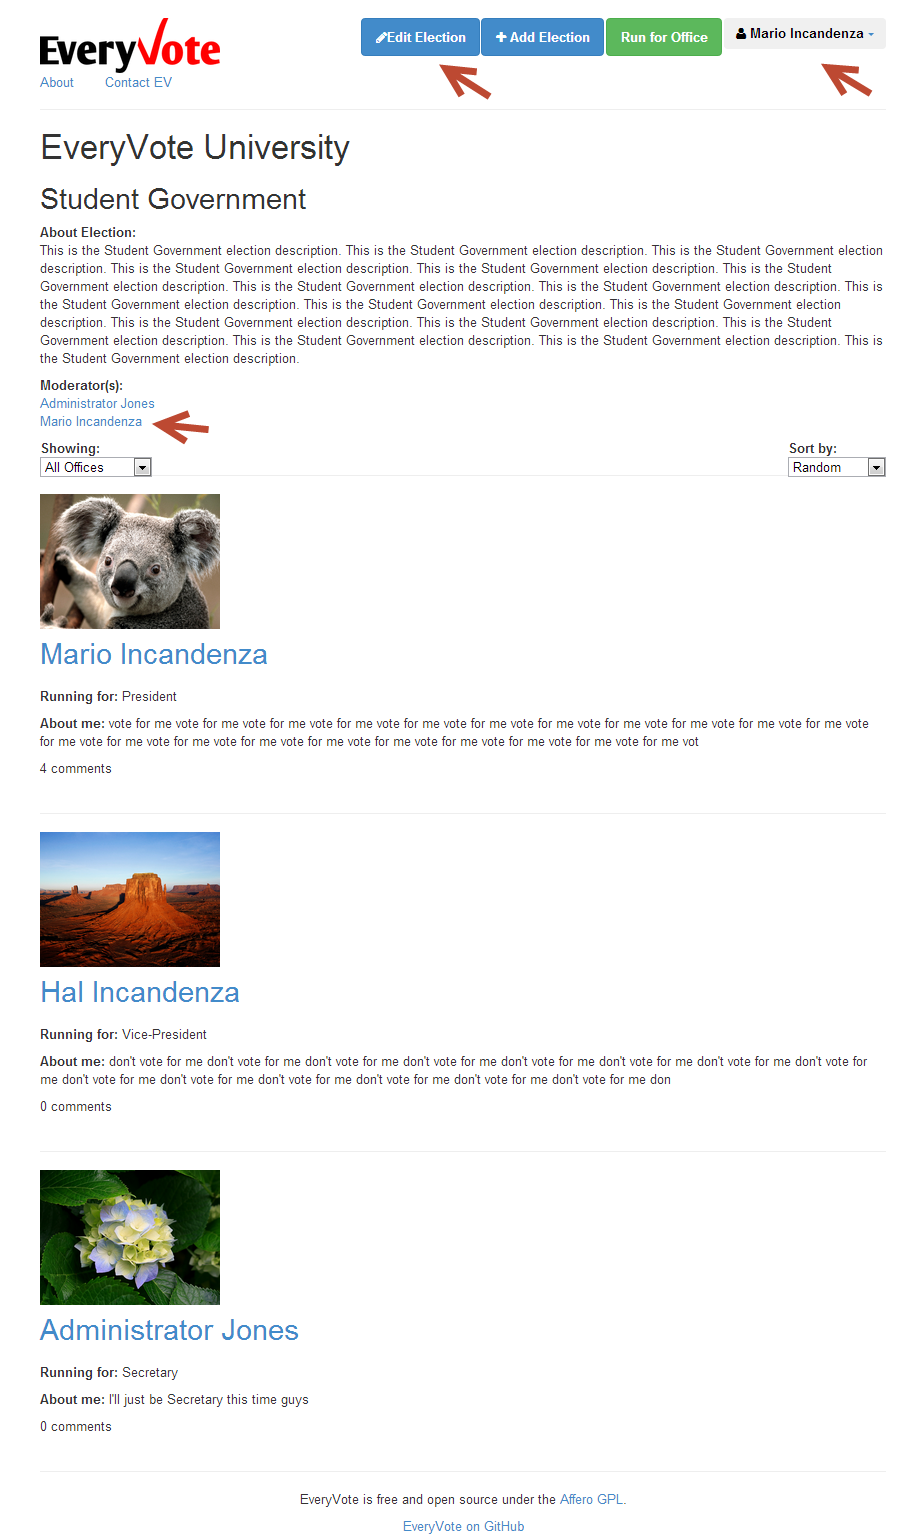 EveryVote
Edit Election
Add Election
Run for Office
Mario Incandenza
About
Contact EV
EveryVote University
Student Government
About Election:
This is the Student Government election description. This is the Student Government election description. This is the Student Government election
description. This is the Student Government election description. This is the Student Government election description. This is the Student
Government election description. This is the Student Government election description. This is the Student Government election description. This is
the Student Government election description. This is the Student Government election description. This is the Student Government election
description. This is the Student Government election description. This is the Student Government election description. This is the Student
Government election description. This is the Student Government election description. This is the Student Government election description. This is
the Student Government election description.
Moderator(s):
Administrator Jones
Mario Incandenza
Showing:
All Offices
Sort by:
Random
Mario Incandenza
Running for: President
About me: vote for me vote for me vote for me vote for me vote for me vote for me vote for me vote for me vote for me vote for me vote for me vote
for me vote for me vote for me vote for me vote for me vote for me vote for me vote for me vote for me vot
4 comments
Hal Incandenza
Running for: Vice-President
About me: don't vote for me don't vote for me don't vote for me don't vote for me don't vote for me don't vote for me don't vote for me don't vote for
me don't vote for me don't vote for me don't vote for me don't vote for me don't vote for me don't vote for me don
0 comments
Administrator Jones
Running for: Secretary
About me: I'll just be Secretary this time guys
0 comments
EveryVote is free and open source under the Affero GPL.
EveryVote on GitHub